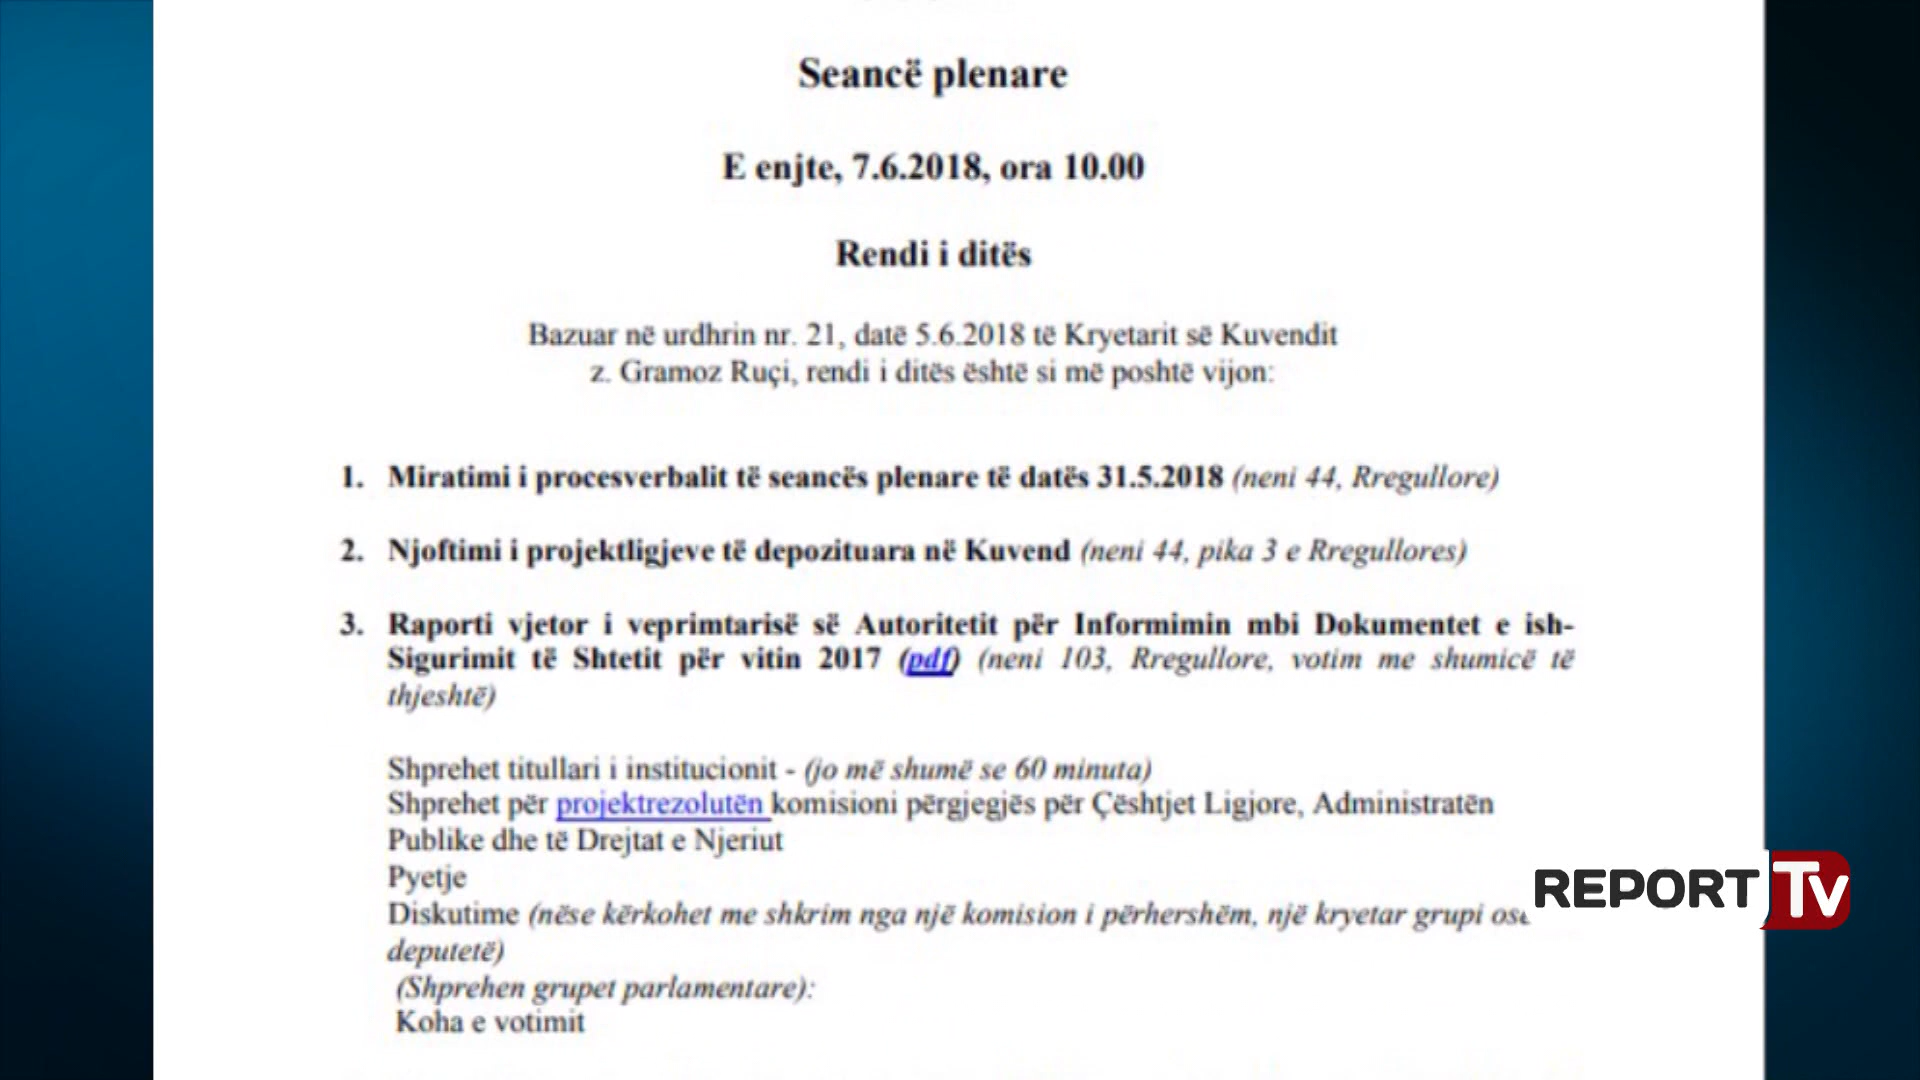 Seancë plenare
E enjte, 7.6.2018, ora 10.00
Rendi i ditës
Bazuar në urdhrin nr. 21, datë 5.6.2018 të Kryetarit së Kuvendit
z. Gramoz Ruçi, rendi i ditës është si më poshtë vijon:
1. Miratimi i procesverbalit të seancës plenare të datës 31.5.2018 (neni 44, Rregullore)
2. Njoftimi i projektligjeve të depozituara në Kuvend (neni 44, pika 3 e Rregullores)
3. Raporti vjetor i veprimtarisë së Autoritetit për Informimin mbi Dokumentet e ish-
Sigurimit të Shtetit për vitin 2017 (pdf) (neni 103, Rregullore, votim me shumicë të
thjeshtë)
Shprehet titullari i institucionit - (jo më shumë se 60 minuta)
Shprehet për projektrezolutën komisioni përgjegjës për Çështjet Ligjore, Administratën
Publike dhe të Drejtat e Njeriut
Pyetje
Diskutime (nëse kërkohet me shkrim nga një komision i përhershëm, një kryetar grupi ose
deputetë)
(Shprehen grupet parlamentare):
Koha e votimit
REPORT Tv